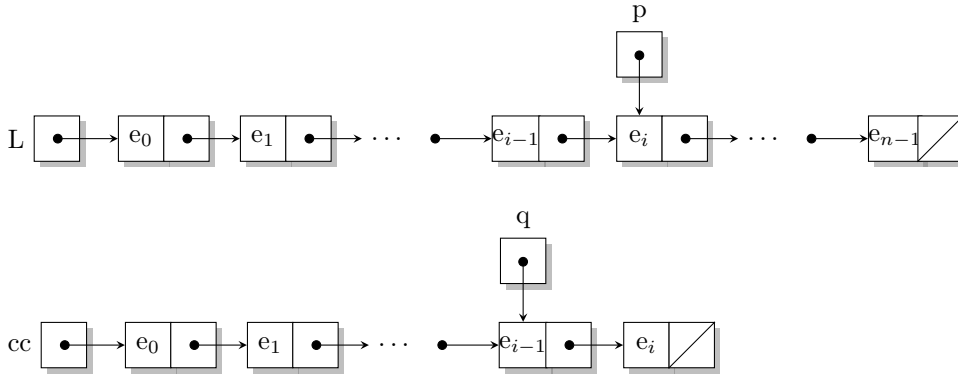 p
L e₀ e₁ ··· eᵢ₋₁ eᵢ ··· eₙ₋₁
q
cc e₀ e₁ ··· eᵢ₋₁ eᵢ